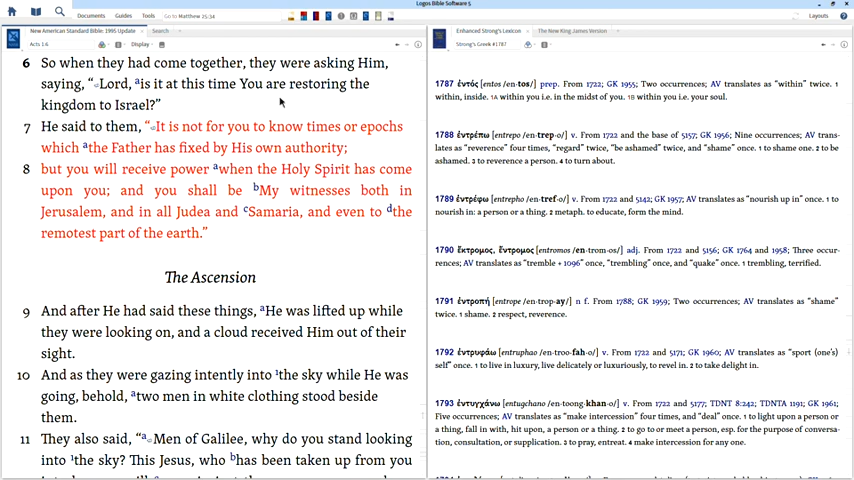 Logos Bible Software 5
Documents Guides Tools Go to: Matthew 25:34 Layouts
New American Standard Bible: 1995 Update Search
Acts 1:6 Display
6 So when they had come together, they were asking Him,
saying, “Lord, ais it at this time You are restoring the
kingdom to Israel?”
7 He said to them, “It is not for you to know times or epochs
which athe Father has fixed by His own authority;
8 but you will receive power awhen the Holy Spirit has come
upon you; and you shall be bMy witnesses both in
Jerusalem, and in all Judea and cSamaria, and even to dthe
remotest part of the earth.”
The Ascension
9 And after He had said these things, aHe was lifted up while
they were looking on, and a cloud received Him out of their
sight.
10 And as they were gazing intently into 1the sky while He was
going, behold, atwo men in white clothing stood beside
them.
11 They also said, “aMen of Galilee, why do you stand looking
into 1the sky? This Jesus, who bhas been taken up from you
Enhanced Strong's Lexicon The New King James Version
Strong's Greek #1787
1787 ἐντός [entos /en·tos/] prep. From 1722; GK 1955; Two occurrences; AV translates as “within” twice. 1
within, inside. 1A within you i.e. in the midst of you. 1B within you i.e. your soul.
1788 ἐντρέπω [entrepo /en·trep·o/] v. From 1722 and the base of 5157; GK 1956; Nine occurrences; AV trans-
lates as “reverence” four times, “regard” twice, “be ashamed” twice, and “shame” once. 1 to shame one. 2 to be
ashamed. 3 to reverence a person. 4 to turn about.
1789 ἐντρέφω [entrepho /en·tref·o/] v. From 1722 and 5142; GK 1957; AV translates as “nourish up in” once. 1 to
nourish in: a person or a thing. 2 metaph. to educate, form the mind.
1790 ἔκτρομος, ἔντρομος [entromos /en·trom·os/] adj. From 1722 and 5156; GK 1764 and 1958; Three occur-
rences; AV translates as “tremble + 1096” once, “trembling” once, and “quake” once. 1 trembling, terrified.
1791 ἐντροπή [entrope /en·trop·ay/] n f. From 1788; GK 1959; Two occurrences; AV translates as “shame”
twice. 1 shame. 2 respect, reverence.
1792 ἐντρυφάω [entruphao /en·troo·fah·o/] v. From 1722 and 5171; GK 1960; AV translates as “sport (one's)
self” once. 1 to live in luxury, live delicately or luxuriously, to revel in. 2 to take delight in.
1793 ἐντυγχάνω [entugchano /en·toong·khan·o/] v. From 1722 and 5177; TDNT 8:242; TDNTA 1191; GK 1961;
Five occurrences; AV translates as “make intercession” four times, and “deal” once. 1 to light upon a person or
a thing, fall in with, hit upon, a person or a thing. 2 to go to or meet a person, esp. for the purpose of conversa-
tion, consultation, or supplication. 3 to pray, entreat. 4 make intercession for any one.